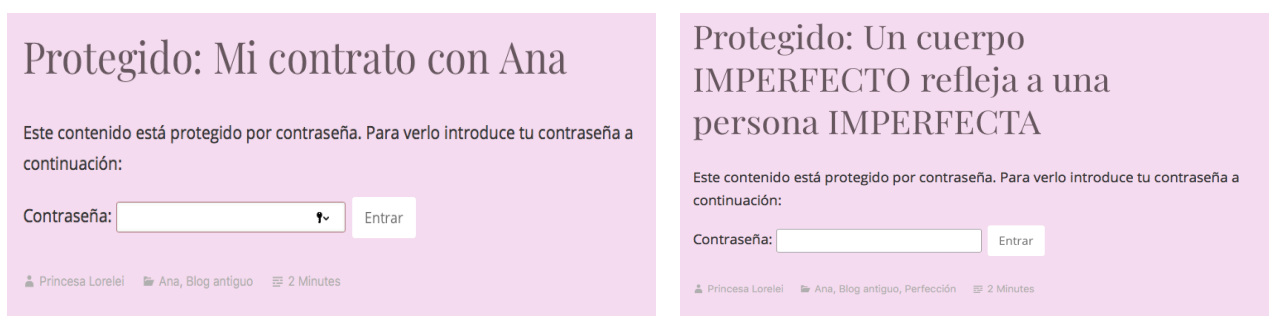 Protegido: Mi contrato con Ana
Este contenido está protegido por contraseña. Para verlo introduce tu contraseña a
continuación:
Contraseña:
Entrar
Princesa Lorelei
Ana, Blog antiguo
2 Minutes
Protegido: Un cuerpo
IMPERFECTO refleja a una
persona IMPERFECTA
Este contenido está protegido por contraseña. Para verlo introduce tu contraseña a
continuación:
Contraseña:
Entrar
Princesa Lorelei
Ana, Blog antiguo, Perfección
2 Minutes